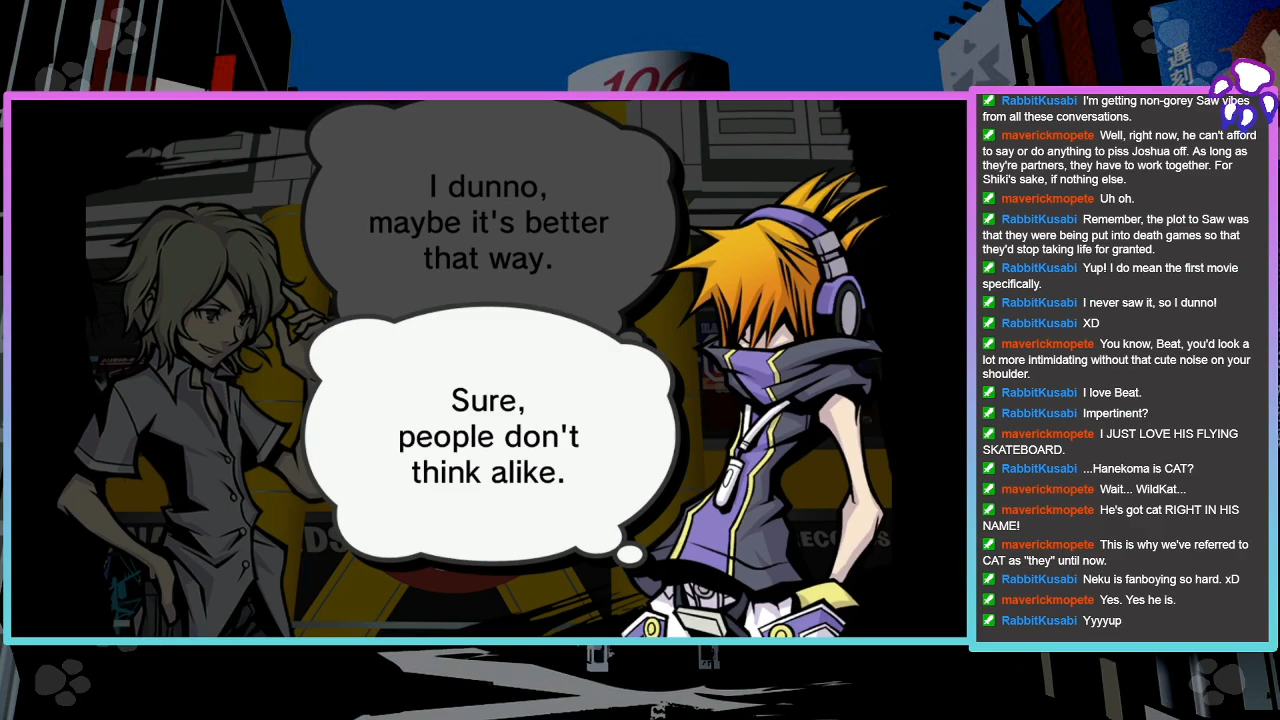 106
遅刻
I dunno,
maybe it's better
that way.
Sure,
people don't
think alike.
RabbitKusabi I'm getting non-gorey Saw vibes
from all these conversations.
maverickmopete Well, right now, he can't afford
to say or do anything to piss Joshua off. As long as
they're partners, they have to work together. For
Shiki's sake, if nothing else.
maverickmopete Uh oh.
RabbitKusabi Remember, the plot to Saw was
that they were being put into death games so that
they'd stop taking life for granted.
RabbitKusabi Yup! I do mean the first movie
specifically.
RabbitKusabi I never saw it, so I dunno!
RabbitKusabi XD
maverickmopete You know, Beat, you'd look a
lot more intimidating without that cute noise on your
shoulder.
RabbitKusabi I love Beat.
RabbitKusabi Impertinent?
maverickmopete I JUST LOVE HIS FLYING
SKATEBOARD.
RabbitKusabi ...Hanekoma is CAT?
maverickmopete Wait... WildKat...
maverickmopete He's got cat RIGHT IN HIS
NAME!
maverickmopete This is why we've referred to
CAT as "they" until now.
RabbitKusabi Neku is fanboying so hard. xD
maverickmopete Yes. Yes he is.
RabbitKusabi Yyyyup